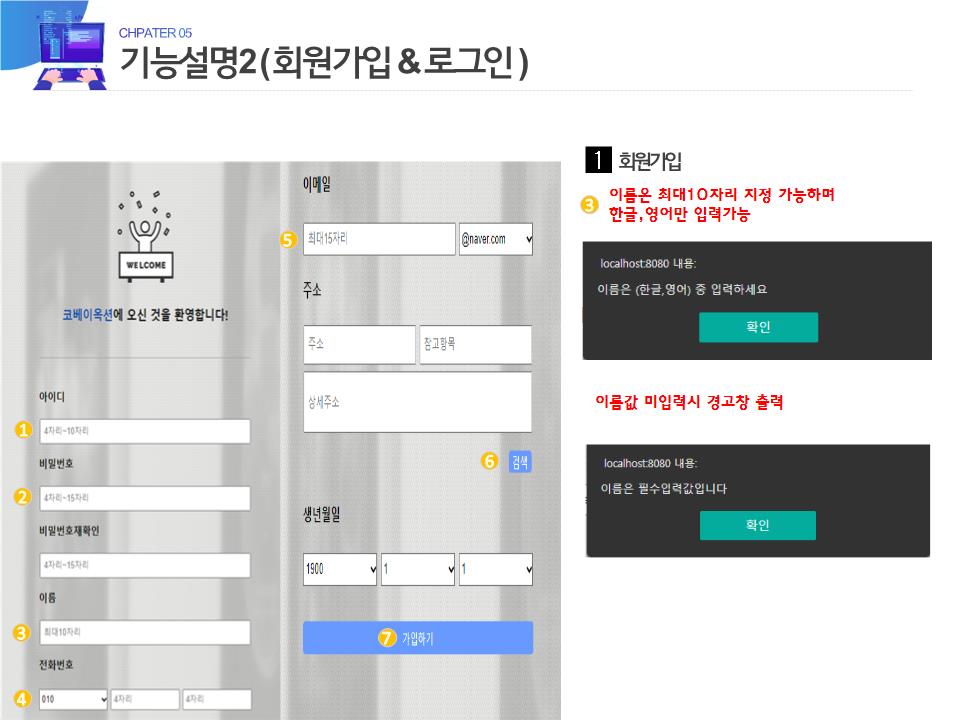 CHPATER 05
기능설명2(회원가입&로그인)
WELCOME
코베이옥션에 오신 것을 환영합니다!
아이디
1 4자리~10자리
비밀번호
2 4자리~15자리
비밀번호재확인
4자리~15자리
이름
3 최대10자리
전화번호
4 010 4자리 4자리
이메일
5 최대15자리 @naver.com
주소
주소 참고항목
상세주소
6 검색
생년월일
1900 1 1
7 가입하기
1 회원가입
3 이름은 최대10자리 지정 가능하며
한글,영어만 입력가능
localhost:8080 내용:
이름은 (한글,영어) 중 입력하세요
확인
이름값 미입력시 경고창 출력
localhost:8080 내용:
이름은 필수입력값입니다
확인